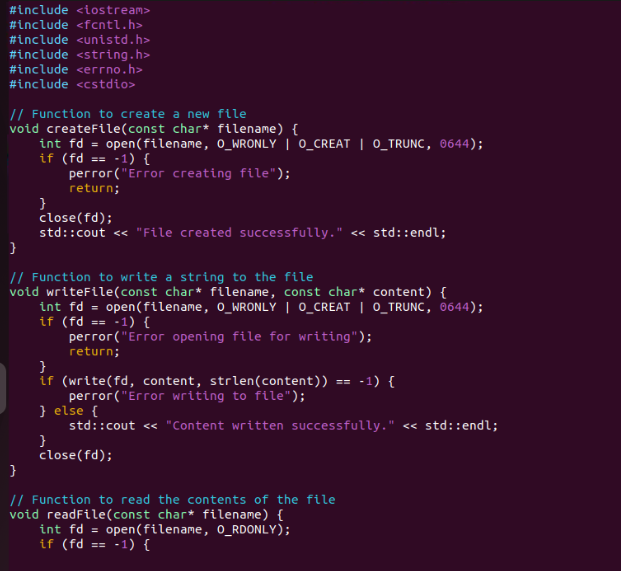 #include <iostream>
#include <fcntl.h>
#include <unistd.h>
#include <string.h>
#include <errno.h>
#include <cstdio>

// Function to create a new file
void createFile(const char* filename) {
    int fd = open(filename, O_WRONLY | O_CREAT | O_TRUNC, 0644);
    if (fd == -1) {
        perror("Error creating file");
        return;
    }
    close(fd);
    std::cout << "File created successfully." << std::endl;
}

// Function to write a string to the file
void writeFile(const char* filename, const char* content) {
    int fd = open(filename, O_WRONLY | O_CREAT | O_TRUNC, 0644);
    if (fd == -1) {
        perror("Error opening file for writing");
        return;
    }
    if (write(fd, content, strlen(content)) == -1) {
        perror("Error writing to file");
    } else {
        std::cout << "Content written successfully." << std::endl;
    }
    close(fd);
}

// Function to read the contents of the file
void readFile(const char* filename) {
    int fd = open(filename, O_RDONLY);
    if (fd == -1) {